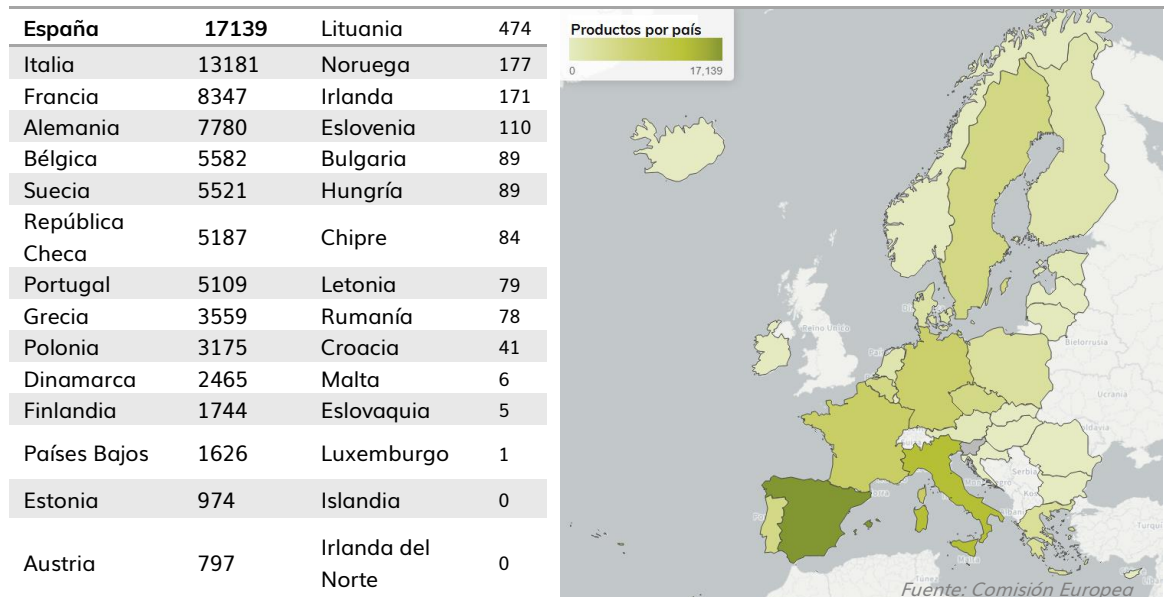 España 17139 Lituania 474
Italia 13181 Noruega 177
Francia 8347 Irlanda 171
Alemania 7780 Eslovenia 110
Bélgica 5582 Bulgaria 89
Suecia 5521 Hungría 89
República
Checa 5187 Chipre 84
Portugal 5109 Letonia 79
Grecia 3559 Rumanía 78
Polonia 3175 Croacia 41
Dinamarca 2465 Malta 6
Finlandia 1744 Eslovaquia 5
Países Bajos 1626 Luxemburgo 1
Estonia 974 Islandia 0
Austria 797 Irlanda del
Norte 0
Productos por país
0 17,139
Reino Unido
Bielorrusia
Ucrania
Serbia
Malta
Túnez
Fuente: Comisión Europea